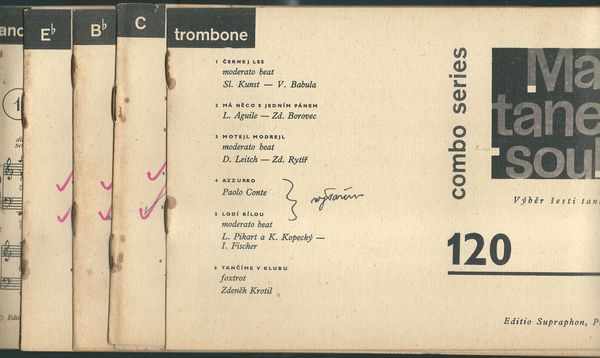 E♭
B♭
C
trombone
1 ČERNEJ LES
moderato beat
Sl. Kunst — V. Babula
2 MÁ NĚCO S JEDNÍM PÁNEM
L. Aguile — Zd. Borovec
3 MOTEJL MODREJL
moderato beat
D. Leitch — Zd. Rytíř
4 AZZURRO
Paolo Conte
5 LODÍ BÍLOU
moderato beat
L. Pikart a K. Kopecký —
I. Fischer
6 TANČÍME V KLUBU
foxtrot
Zdeněk Krotil
combo series
Ma
tane
soul
Výběr šesti tanc
120
Editio Supraphon, P